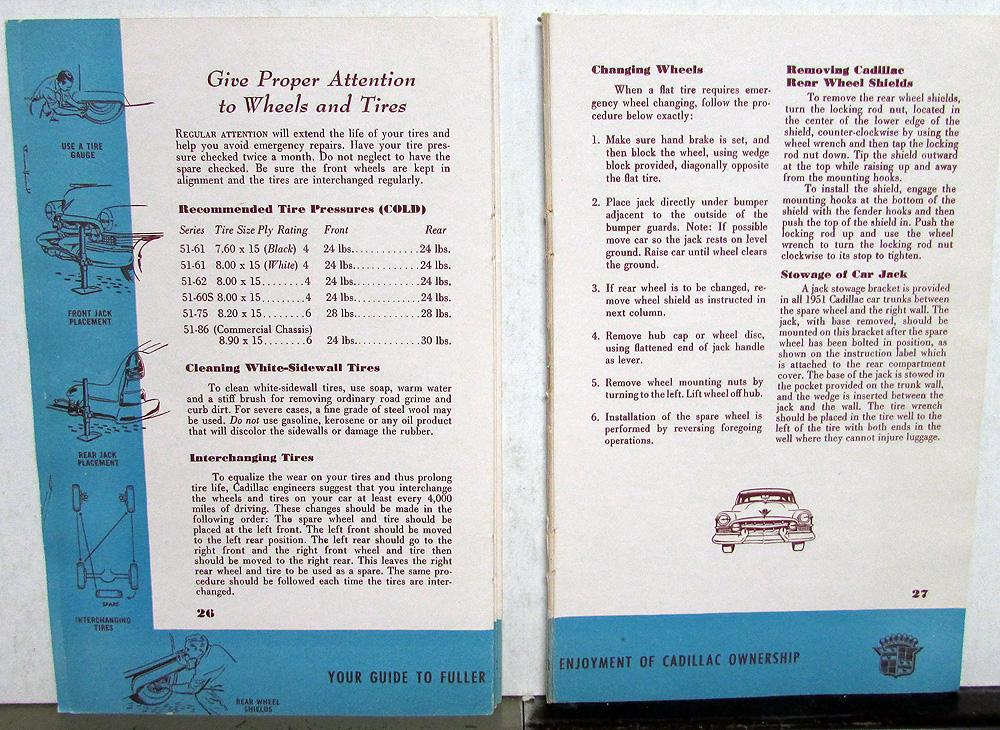 Give Proper Attention
to Wheels and Tires
REGULAR ATTENTION will extend the life of your tires and
help you avoid emergency repairs. Have your tire pres-
sure checked twice a month. Do not neglect to have the
spare checked. Be sure the front wheels are kept in
alignment and the tires are interchanged regularly.
Recommended Tire Pressures (COLD)
Series Tire Size Ply Rating Front Rear
51-61 7.60 x 15 (Black) 4 24 lbs.............24 lbs.
51-61 8.00 x 15 (White) 4 24 lbs.............24 lbs.
51-62 8.00 x 15........4 24 lbs.............24 lbs.
51-60S 8.00 x 15........4 24 lbs.............24 lbs.
51-75 8.20 x 15........6 28 lbs.............28 lbs.
51-86 (Commercial Chassis)
8.90 x 15........6 24 lbs.............30 lbs.
Cleaning White-Sidewall Tires
To clean white-sidewall tires, use soap, warm water
and a stiff brush for removing ordinary road grime and
curb dirt. For severe cases, a fine grade of steel wool may
be used. Do not use gasoline, kerosene or any oil product
that will discolor the sidewalls or damage the rubber.
Interchanging Tires
To equalize the wear on your tires and thus prolong
tire life, Cadillac engineers suggest that you interchange
the wheels and tires on your car at least every 4,000
miles of driving. These changes should be made in the
following order: The spare wheel and tire should be
placed at the left front. The left front should be moved
to the left rear position. The left rear should go to the
right front and the right front wheel and tire then
should be moved to the right rear. This leaves the right
rear wheel and tire to be used as a spare. The same pro-
cedure should be followed each time the tires are inter-
changed.
26
USE A TIRE
GAUGE
FRONT JACK
PLACEMENT
REAR JACK
PLACEMENT
SPARE
INTERCHANGING
TIRES
REAR WHEEL
SHIELDS
YOUR GUIDE TO FULLER
Changing Wheels
When a flat tire requires emer-
gency wheel changing, follow the pro-
cedure below exactly:
1. Make sure hand brake is set, and
then block the wheel, using wedge
block provided, diagonally opposite
the flat tire.
2. Place jack directly under bumper
adjacent to the outside of the
bumper guards. Note: If possible
move car so the jack rests on level
ground. Raise car until wheel clears
the ground.
3. If rear wheel is to be changed, re-
move wheel shield as instructed in
next column.
4. Remove hub cap or wheel disc,
using flattened end of jack handle
as lever.
5. Remove wheel mounting nuts by
turning to the left. Lift wheel off hub.
6. Installation of the spare wheel is
performed by reversing foregoing
operations.
Removing Cadillac
Rear Wheel Shields
To remove the rear wheel shields,
turn the locking rod nut, located in
the center of the lower edge of the
shield, counter-clockwise by using the
wheel wrench and then tap the locking
rod nut down. Tip the shield outward
at the top while raising up and away
from the mounting hooks.
To install the shield, engage the
mounting hooks at the bottom of the
shield with the fender hooks and then
push the top of the shield in. Push the
locking rod up and use the wheel
wrench to turn the locking rod nut
clockwise to its stop to tighten.
Stowage of Car Jack
A jack stowage bracket is provided
in all 1951 Cadillac car trunks between
the spare wheel and the right wall. The
jack, with base removed, should be
mounted on this bracket after the spare
wheel has been bolted in position, as
shown on the instruction label which
is attached to the rear compartment
cover. The base of the jack is stowed in
the pocket provided on the trunk wall,
and the wedge is inserted between the
jack and the wall. The tire wrench
should be placed in the tire well to the
left of the tire with both ends in the
well where they cannot injure luggage.
27
ENJOYMENT OF CADILLAC OWNERSHIP